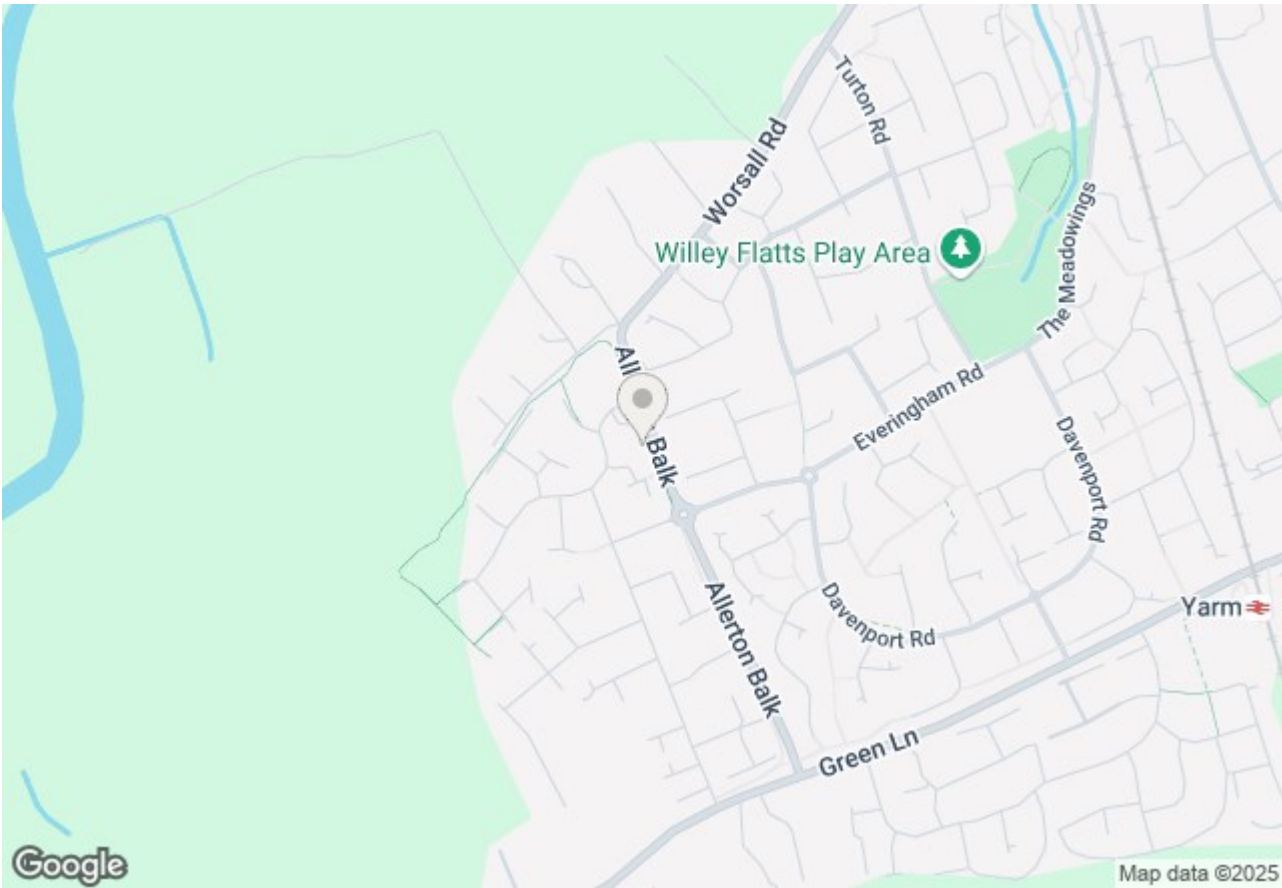 Turton Rd
Worsall Rd
Willey Flatts Play Area
The Meadowings
All
Balk
Everingham Rd
Davenport Rd
Allerton Balk
Davenport Rd
Yarm
Green Ln
Google
Map data ©2025